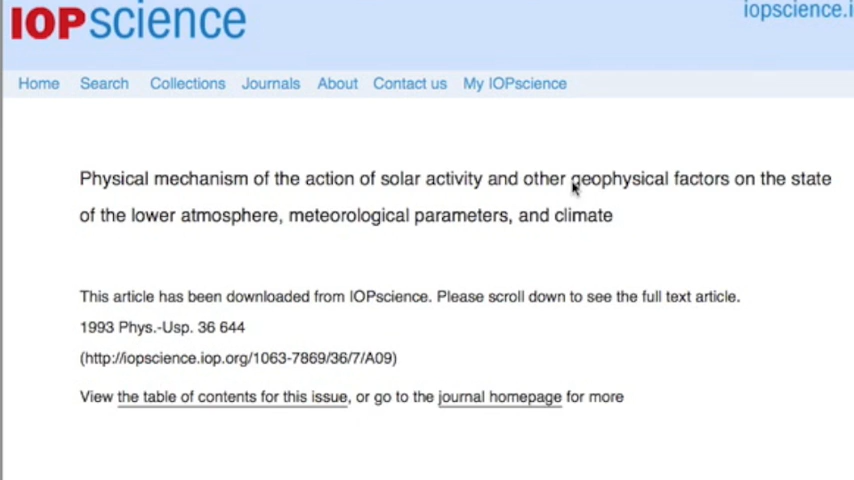 IOPscience
iopscience.i
Home Search Collections Journals About Contact us My IOPscience
Physical mechanism of the action of solar activity and other geophysical factors on the state
of the lower atmosphere, meteorological parameters, and climate
This article has been downloaded from IOPscience. Please scroll down to see the full text article.
1993 Phys.-Usp. 36 644
(http://iopscience.iop.org/1063-7869/36/7/A09)
View the table of contents for this issue, or go to the journal homepage for more